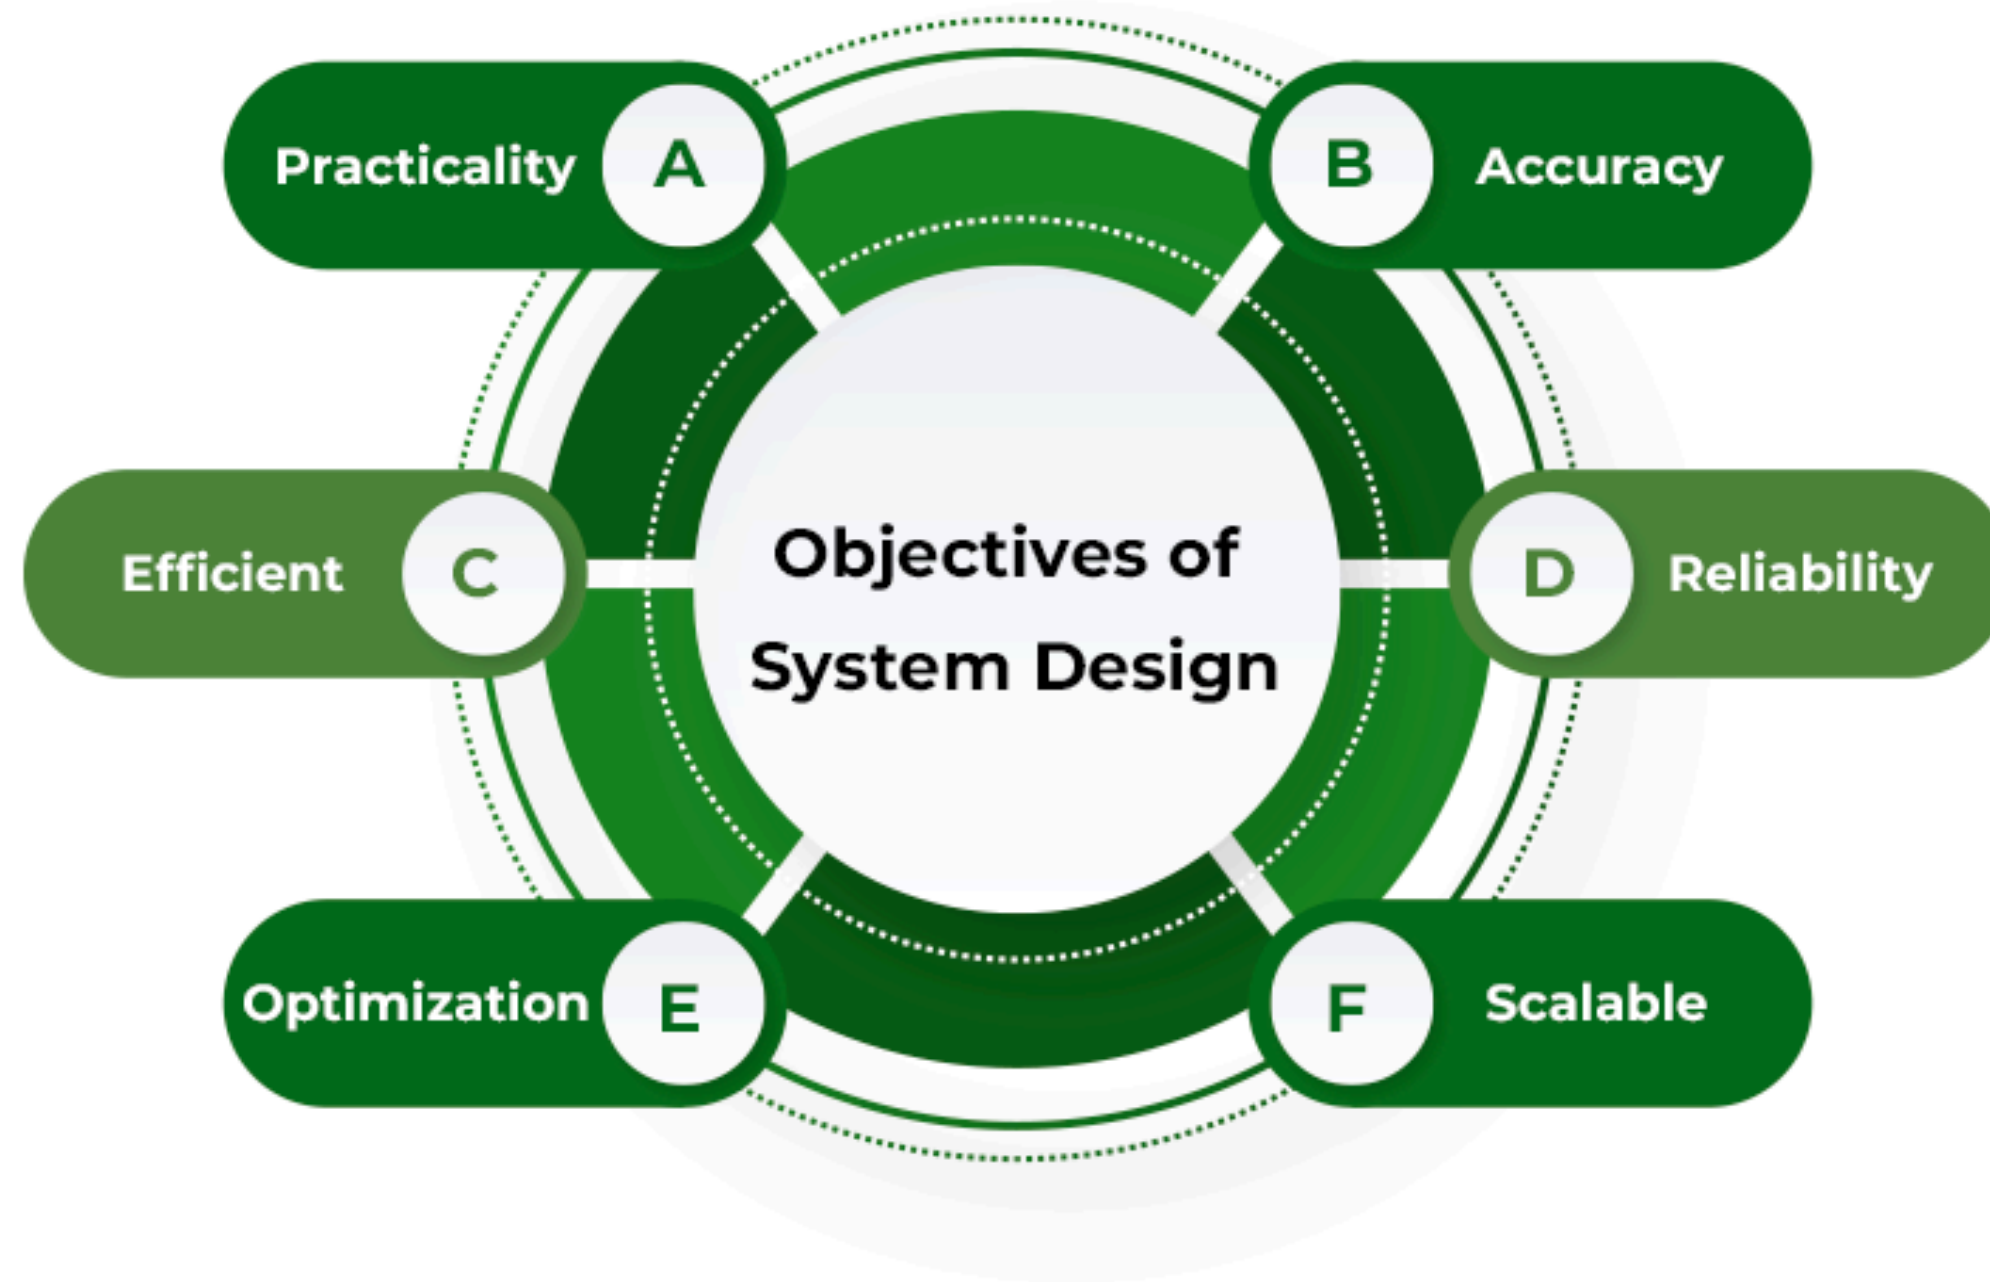 Practicality A
B Accuracy
Efficient C
Objectives of
System Design
D Reliability
Optimization E
F Scalable